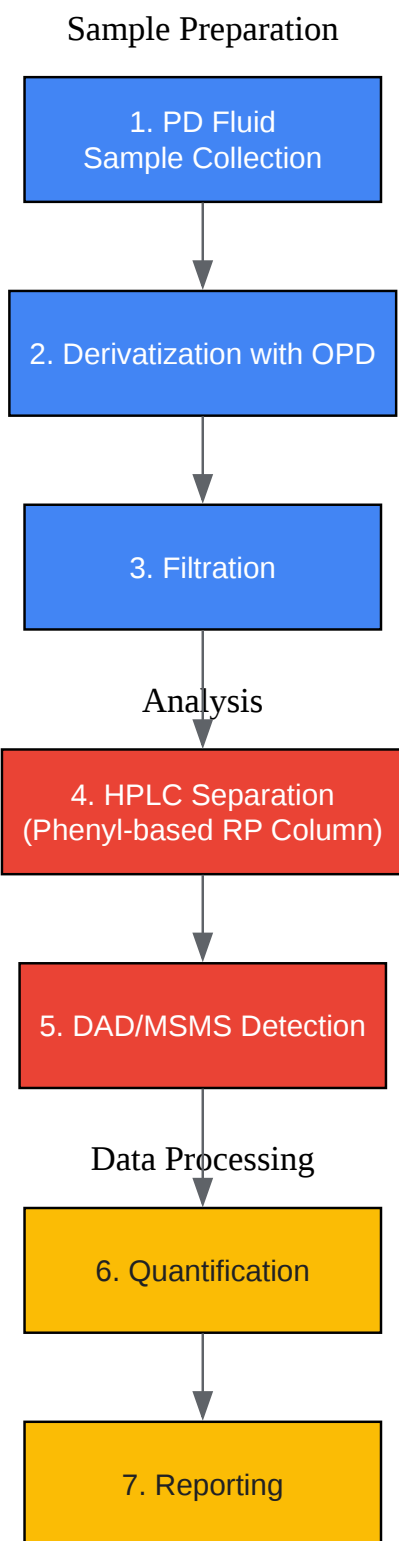 Sample Preparation
1. PD Fluid
Sample Collection
2. Derivatization with OPD
3. Filtration
Analysis
4. HPLC Separation
(Phenyl-based RP Column)
5. DAD/MSMS Detection
Data Processing
6. Quantification
7. Reporting